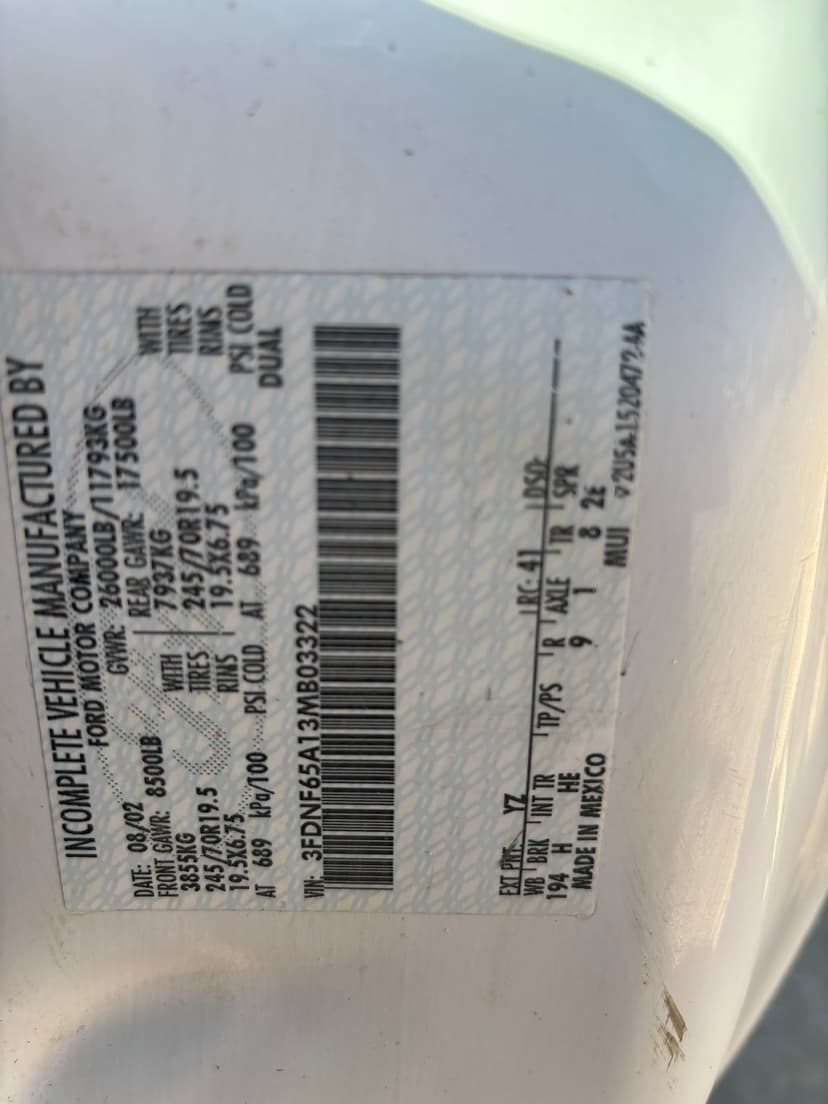 INCOMPLETE VEHICLE MANUFACTURED BY
FORD MOTOR COMPANY
DATE: 08/02 GVWR: 26000LB/11793KG
FRONT GAWR: 8500LB REAR GAWR: 17500LB
3855KG WITH 7937KG WITH
245/70R19.5 TIRES 245/70R19.5 TIRES
19.5X6.75 RIMS 19.5X6.75 RIMS
AT 689 kPa/100 PSI COLD AT 689 kPa/100 PSI COLD
DUAL
VIN: 3FDNF65A13MB03322
EXT PNT: YZ RC: 41 DSO:
WB BRK INT TR TP/PS R AXLE TR SPR
194 H HE 9 1 8 2E
MADE IN MEXICO MUI